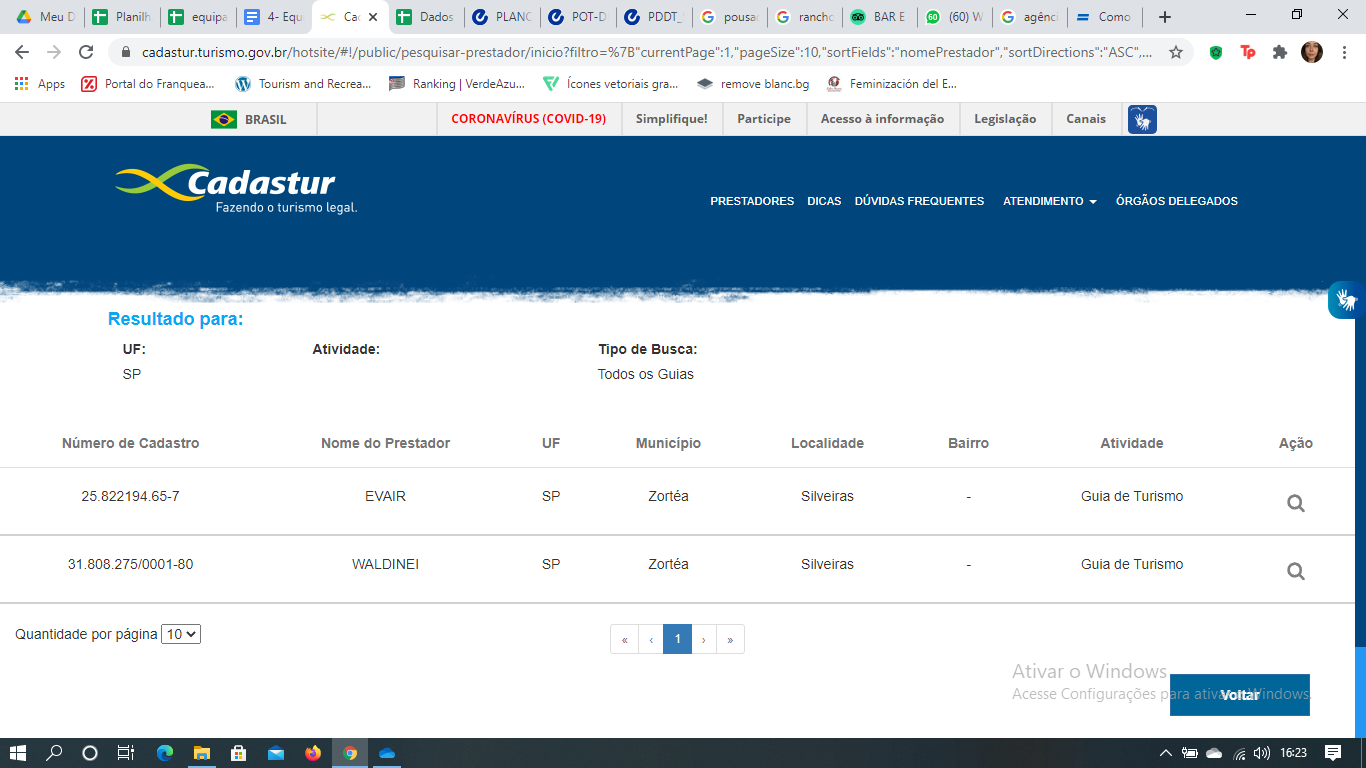 Meu D
Planilh
equipa
4- Equ
Ca
Dados
PLANC
POT-D
PDDT_
pousa
rancho
BAR E
(60) W
agênci
Como
cadastur.turismo.gov.br/hotsite/#!/public/pesquisar-prestador/inicio?filtro=%7B"currentPage":1,"pageSize":10,"sortFields":"nomePrestador","sortDirections":"ASC",...
Apps
Portal do Franquea...
Tourism and Recrea...
Ranking | VerdeAzu...
Ícones vetoriais gra...
remove blanc.bg
Feminización del E...
BRASIL
CORONAVÍRUS (COVID-19)
Simplifique!
Participe
Acesso à informação
Legislação
Canais
Cadastur
Fazendo o turismo legal.
PRESTADORES DICAS DÚVIDAS FREQUENTES ATENDIMENTO ÓRGÃOS DELEGADOS
Resultado para:
UF: Atividade: Tipo de Busca:
SP Todos os Guias
Número de Cadastro Nome do Prestador UF Município Localidade Bairro Atividade Ação
25.822194.65-7 EVAIR SP Zortéa Silveiras - Guia de Turismo
31.808.275/0001-80 WALDINEI SP Zortéa Silveiras - Guia de Turismo
Quantidade por página 10
« ‹ 1 › »
Ativar o Windows
Acesse Configurações para ativar o Windows.
Voltar
16:23